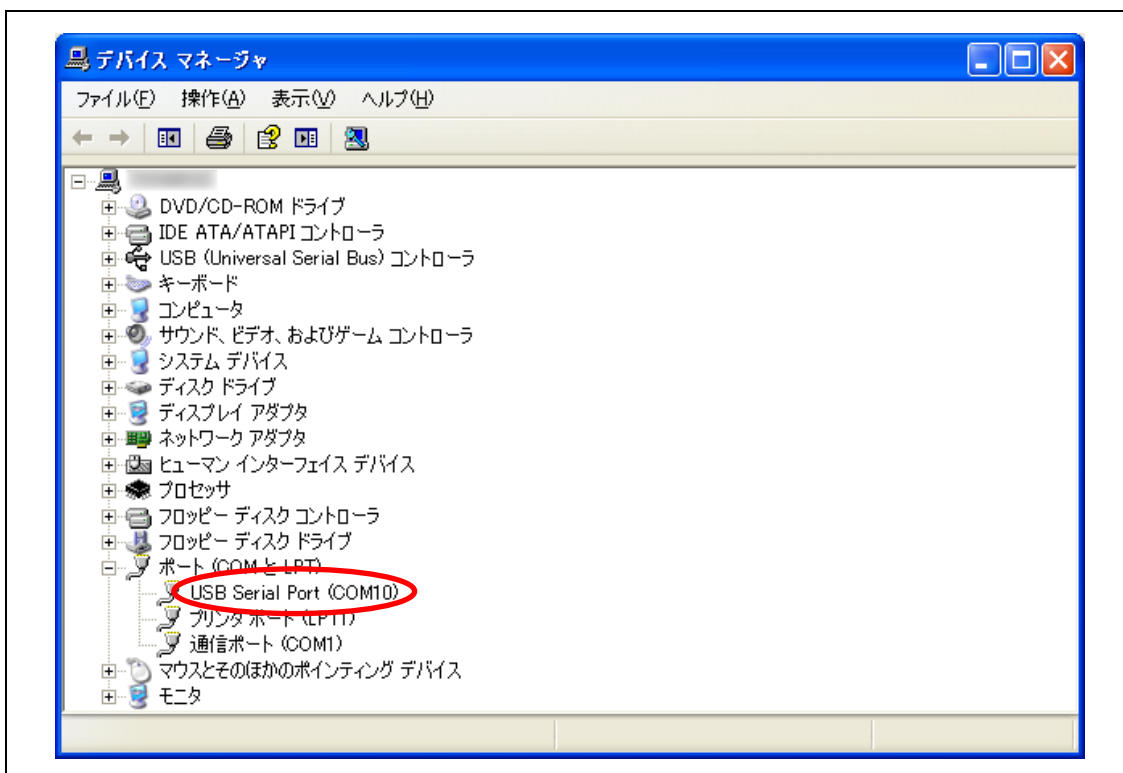 デバイス マネージャ
ファイル(F) 操作(A) 表示(V) ヘルプ(H)
DVD/CD-ROM ドライブ
IDE ATA/ATAPI コントローラ
USB (Universal Serial Bus) コントローラ
キーボード
コンピュータ
サウンド、ビデオ、およびゲーム コントローラ
システム デバイス
ディスク ドライブ
ディスプレイ アダプタ
ネットワーク アダプタ
ヒューマン インターフェイス デバイス
プロセッサ
フロッピー ディスク コントローラ
フロッピー ディスク ドライブ
ポート (COM と LPT)
USB Serial Port (COM10)
プリンタ ポート (LPT1)
通信ポート (COM1)
マウスとそのほかのポインティング デバイス
モニタ